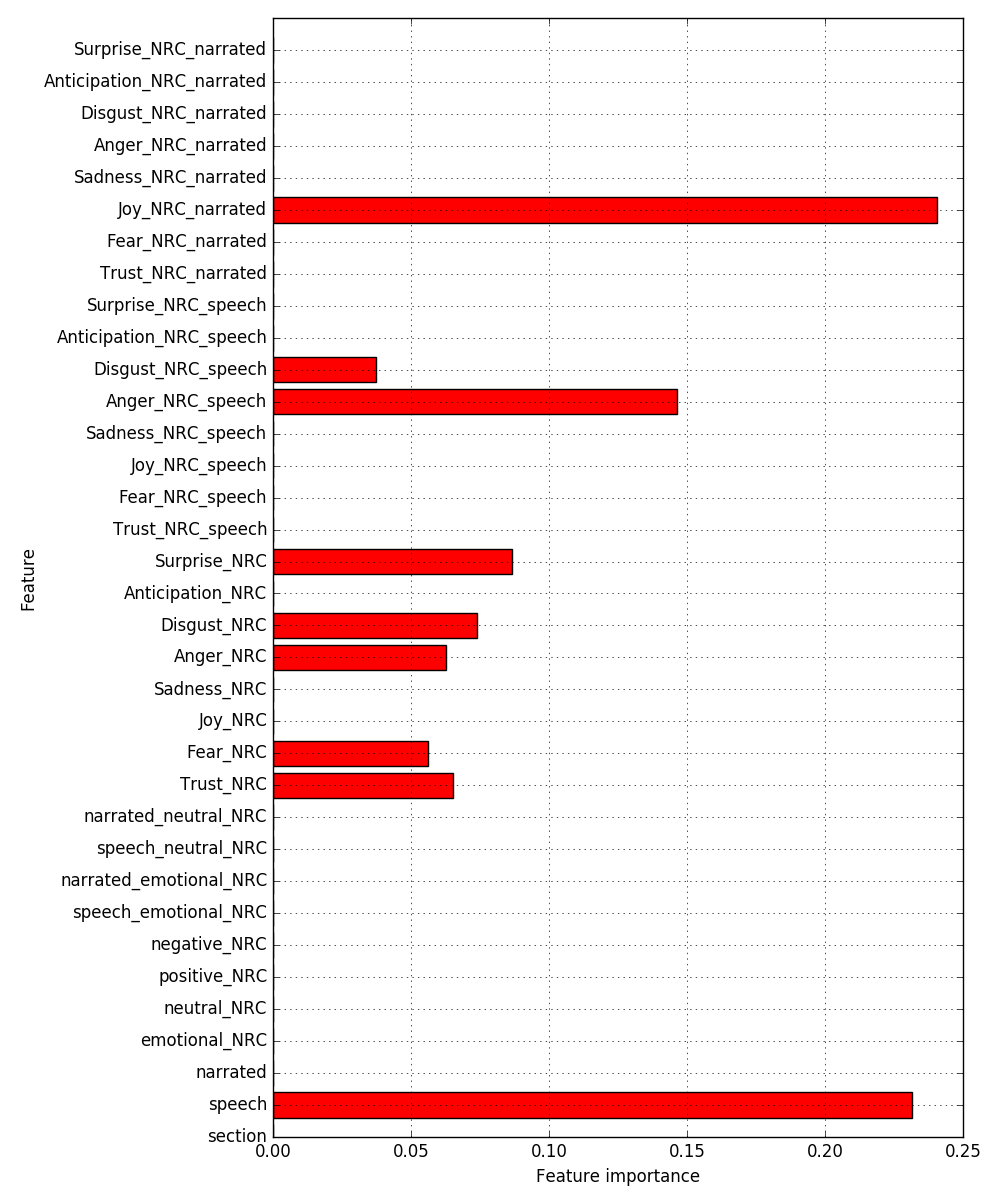 Surprise_NRC_narrated
Anticipation_NRC_narrated
Disgust_NRC_narrated
Anger_NRC_narrated
Sadness_NRC_narrated
Joy_NRC_narrated
Fear_NRC_narrated
Trust_NRC_narrated
Surprise_NRC_speech
Anticipation_NRC_speech
Disgust_NRC_speech
Anger_NRC_speech
Sadness_NRC_speech
Joy_NRC_speech
Fear_NRC_speech
Trust_NRC_speech
Surprise_NRC
Anticipation_NRC
Disgust_NRC
Anger_NRC
Sadness_NRC
Joy_NRC
Fear_NRC
Trust_NRC
narrated_neutral_NRC
speech_neutral_NRC
narrated_emotional_NRC
speech_emotional_NRC
negative_NRC
positive_NRC
neutral_NRC
emotional_NRC
narrated
speech
section
Feature
0.00 0.05 0.10 0.15 0.20 0.25
Feature importance